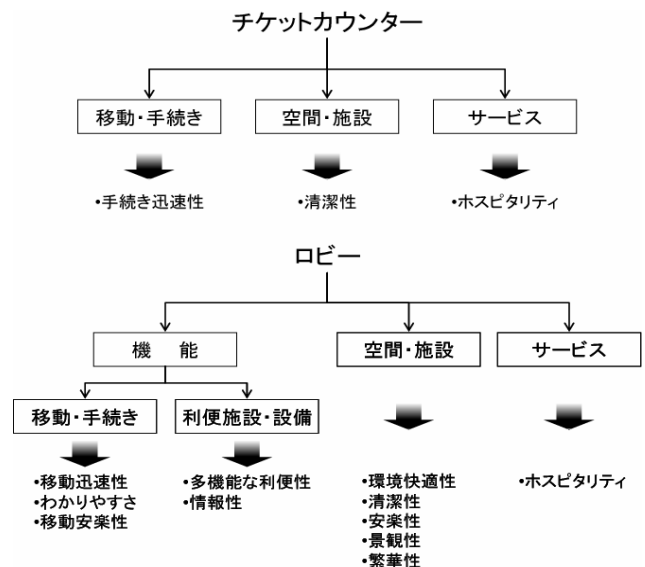 チケットカウンター
移動・手続き
空間・施設
サービス
・手続き迅速性
・清潔性
・ホスピタリティ
ロビー
機　能
空間・施設
サービス
移動・手続き
利便施設・設備
・移動迅速性
・わかりやすさ
・移動安楽性
・多機能な利便性
・情報性
・環境快適性
・清潔性
・安楽性
・景観性
・繁華性
・ホスピタリティ